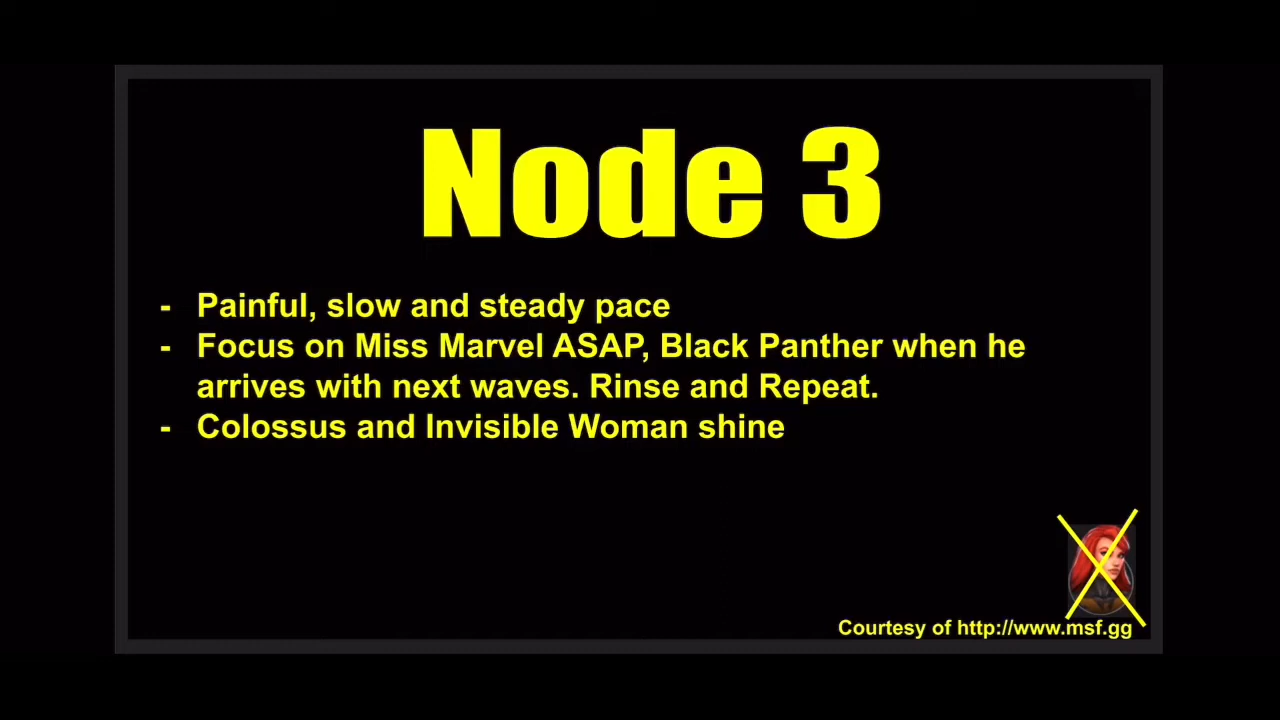 Node 3
- Painful, slow and steady pace
- Focus on Miss Marvel ASAP, Black Panther when he
arrives with next waves. Rinse and Repeat.
- Colossus and Invisible Woman shine
Courtesy of http://www.msf.gg